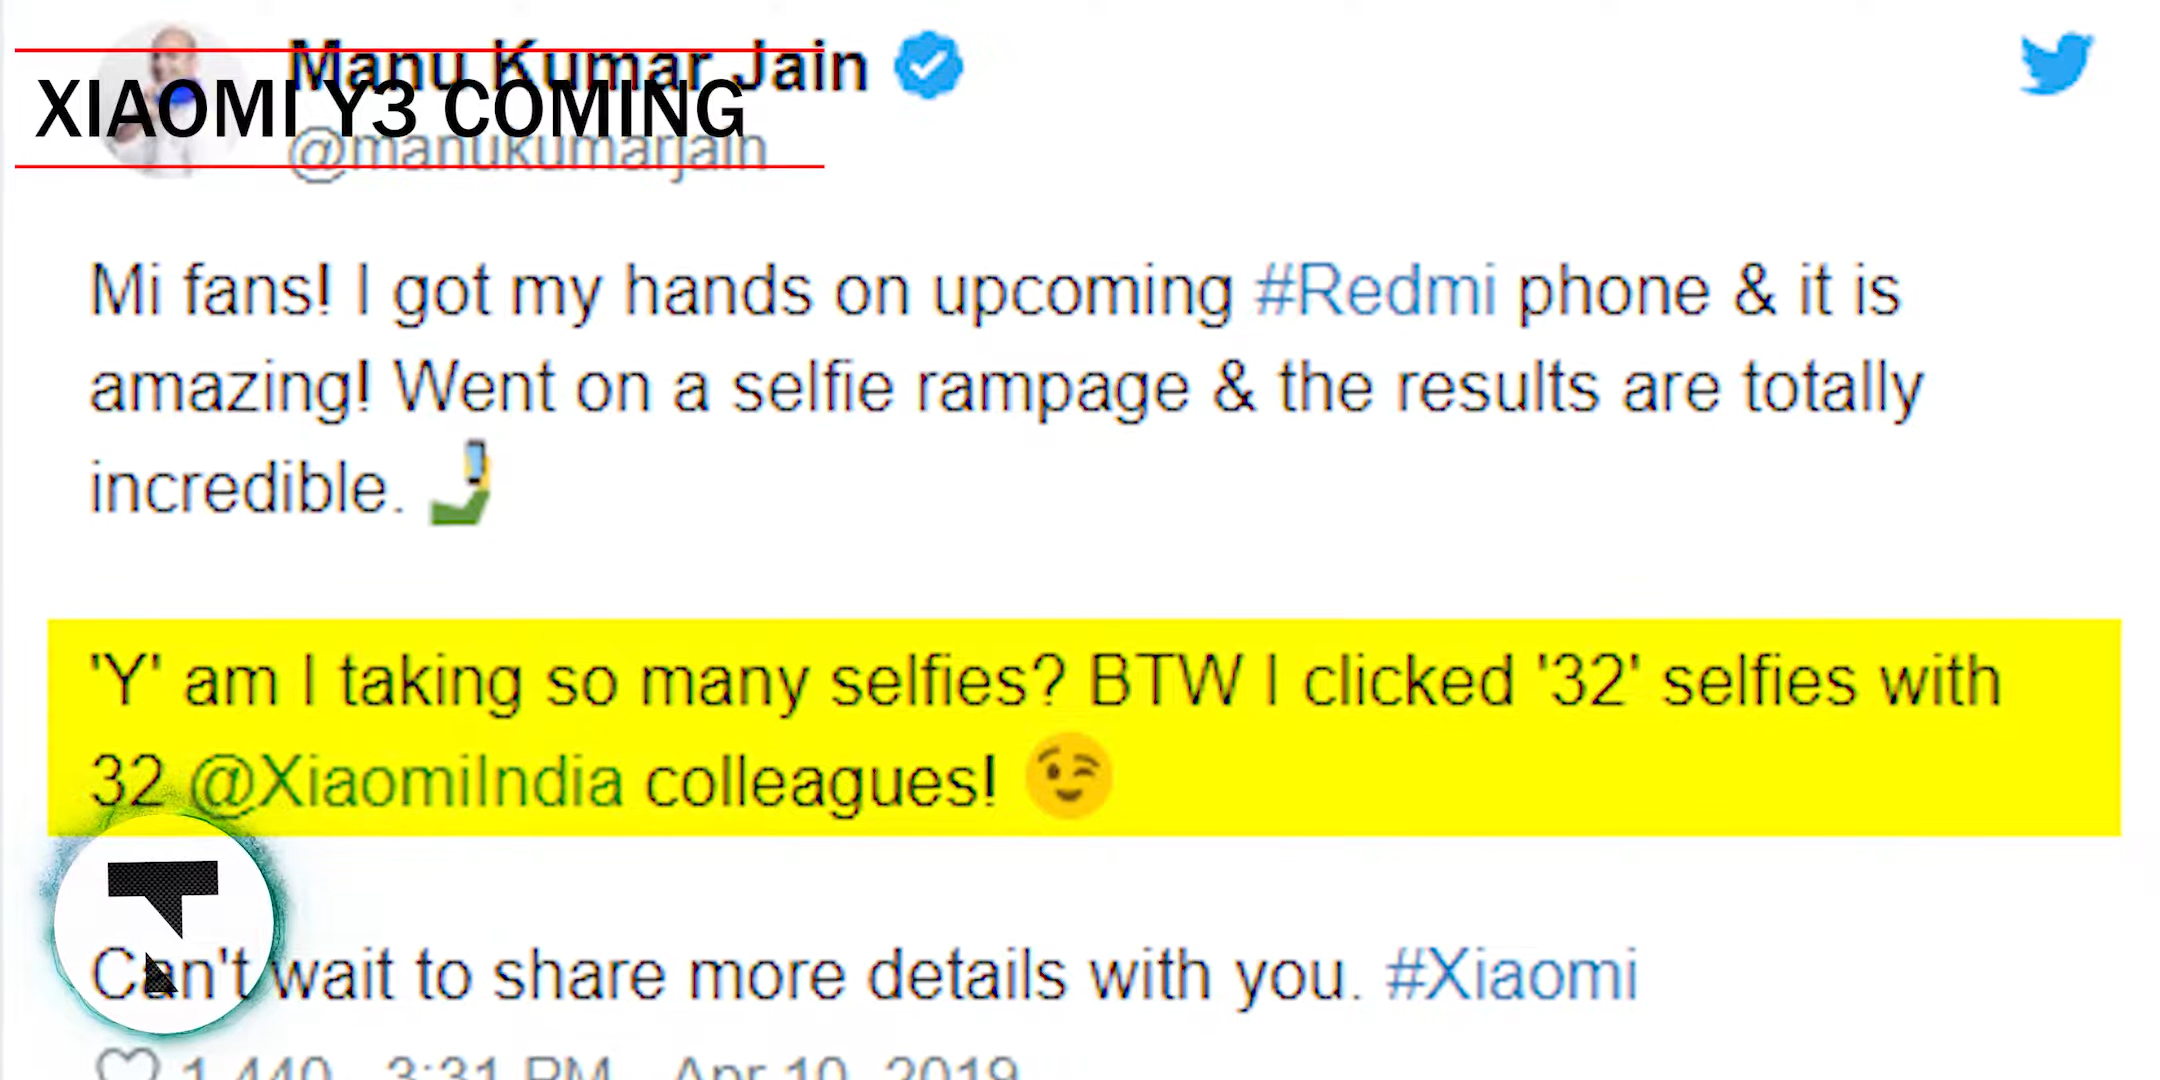 Manu Kumar Jain
XIAOMI Y3 COMING
@manukumarjain
Mi fans! I got my hands on upcoming #Redmi phone & it is
amazing! Went on a selfie rampage & the results are totally
incredible.
'Y' am I taking so many selfies? BTW I clicked '32' selfies with
32 @XiaomiIndia colleagues!
Can't wait to share more details with you. #Xiaomi
1,440 3:31 PM - Apr 10, 2019